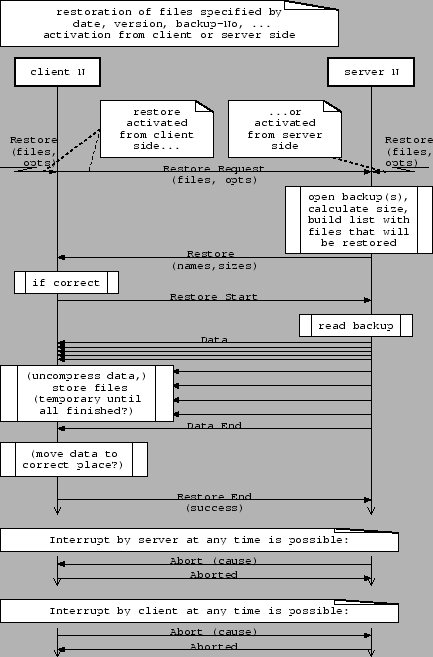 restoration of files specified by
date, version, backup-No, ...
activation from client or server side
client N
server N
restore
activated
from client
side...
...or
activated
from server
side
Restore
(files,
opts)
Restore
(files,
opts)
Restore Request
(files, opts)
open backup(s),
calculate size,
build list with
files that will
be restored
Restore
(names,sizes)
if correct
Restore Start
read backup
Data
(uncompress data,)
store files
(temporary until
all finished?)
Data End
(move data to
correct place?)
Restore End
(success)
Interrupt by server at any time is possible:
Abort (cause)
Aborted
Interrupt by client at any time is possible:
Abort (cause)
Aborted